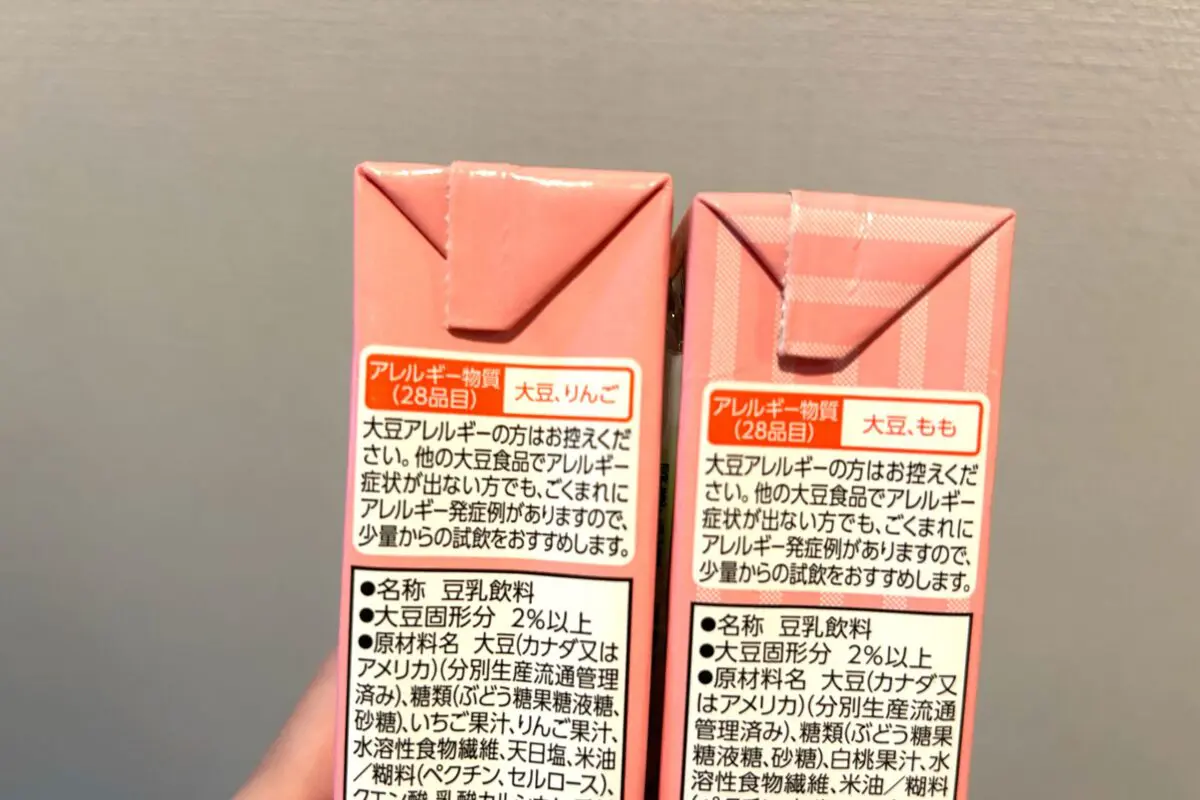 アレルギー物質
(28品目)
大豆、りんご
大豆アレルギーの方はお控えくだ
さい。他の大豆食品でアレルギー
症状が出ない方でも、ごくまれに
アレルギー発症例がありますので、
少量からの試飲をおすすめします。
●名称 豆乳飲料
●大豆固形分 2%以上
●原材料名 大豆(カナダ又は
アメリカ)(分別生産流通管理
済み)、糖類(ぶどう糖果糖液糖、
砂糖)、いちご果汁、りんご果汁、
水溶性食物繊維、天日塩、米油
/糊料(ペクチン、セルロース)、
クエン酸、乳酸カルシウム
アレルギー物質
(28品目)
大豆、もも
大豆アレルギーの方はお控えくだ
さい。他の大豆食品でアレルギー
症状が出ない方でも、ごくまれに
アレルギー発症例がありますので、
少量からの試飲をおすすめします。
●名称 豆乳飲料
●大豆固形分 2%以上
●原材料名 大豆(カナダ又
はアメリカ)(分別生産流通
管理済み)、糖類(ぶどう糖果
糖液糖、砂糖)、白桃果汁、水
溶性食物繊維、米油/糊料